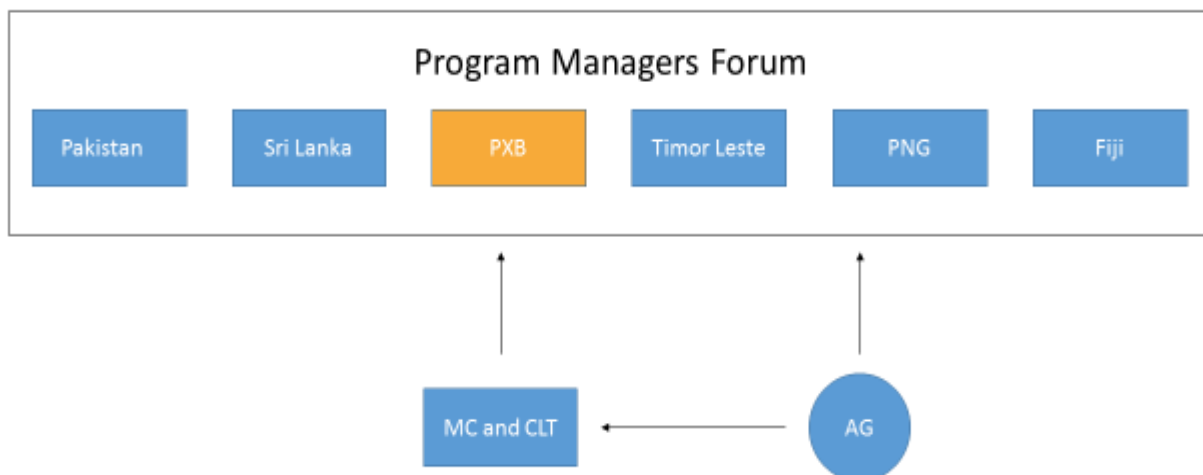 Program Managers Forum
Pakistan
Sri Lanka
PXB
Timor Leste
PNG
Fiji
MC and CLT
AG